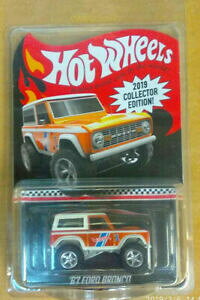 Hot Wheels
2019
COLLECTOR
EDITION!
'67 FORD BRONCO